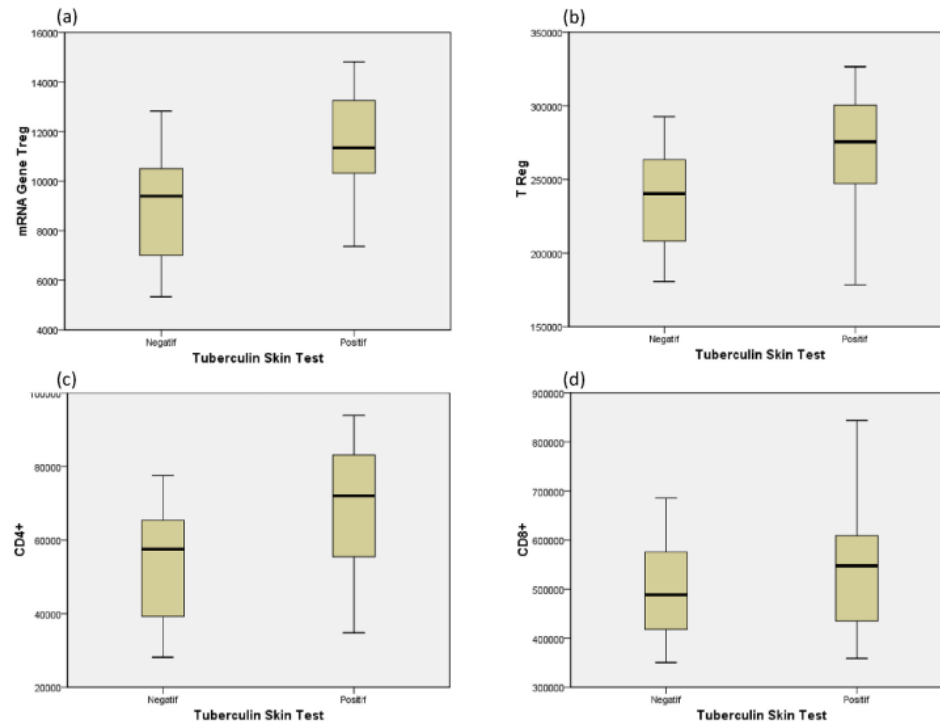 (a)
16000
14000
12000
10000
8000
6000
4000
mRNA Gene Treg
Negatif
Positif
Tuberculin Skin Test
(b)
350000
300000
250000
200000
150000
T Reg
Negatif
Positif
Tuberculin Skin Test
(c)
100000
80000
60000
40000
20000
CD4+
Negatif
Positif
Tuberculin Skin Test
(d)
900000
800000
700000
600000
500000
400000
300000
CD8+
Negatif
Positif
Tuberculin Skin Test